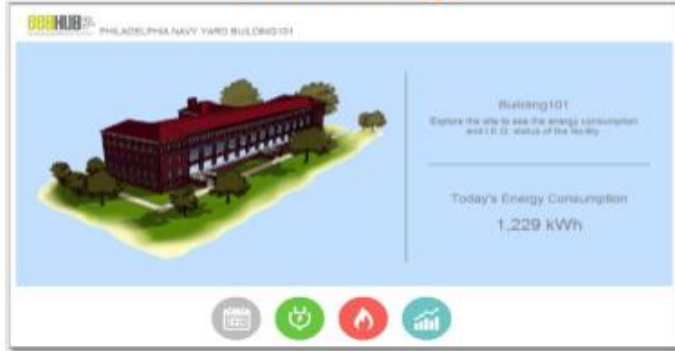 EEBHUB
PHILADELPHIA NAVY YARD BUILDING101
Building101
Explore the site to see the energy consumption
and I.E.Q. status of the facility
Today's Energy Consumption
1,229 kWh